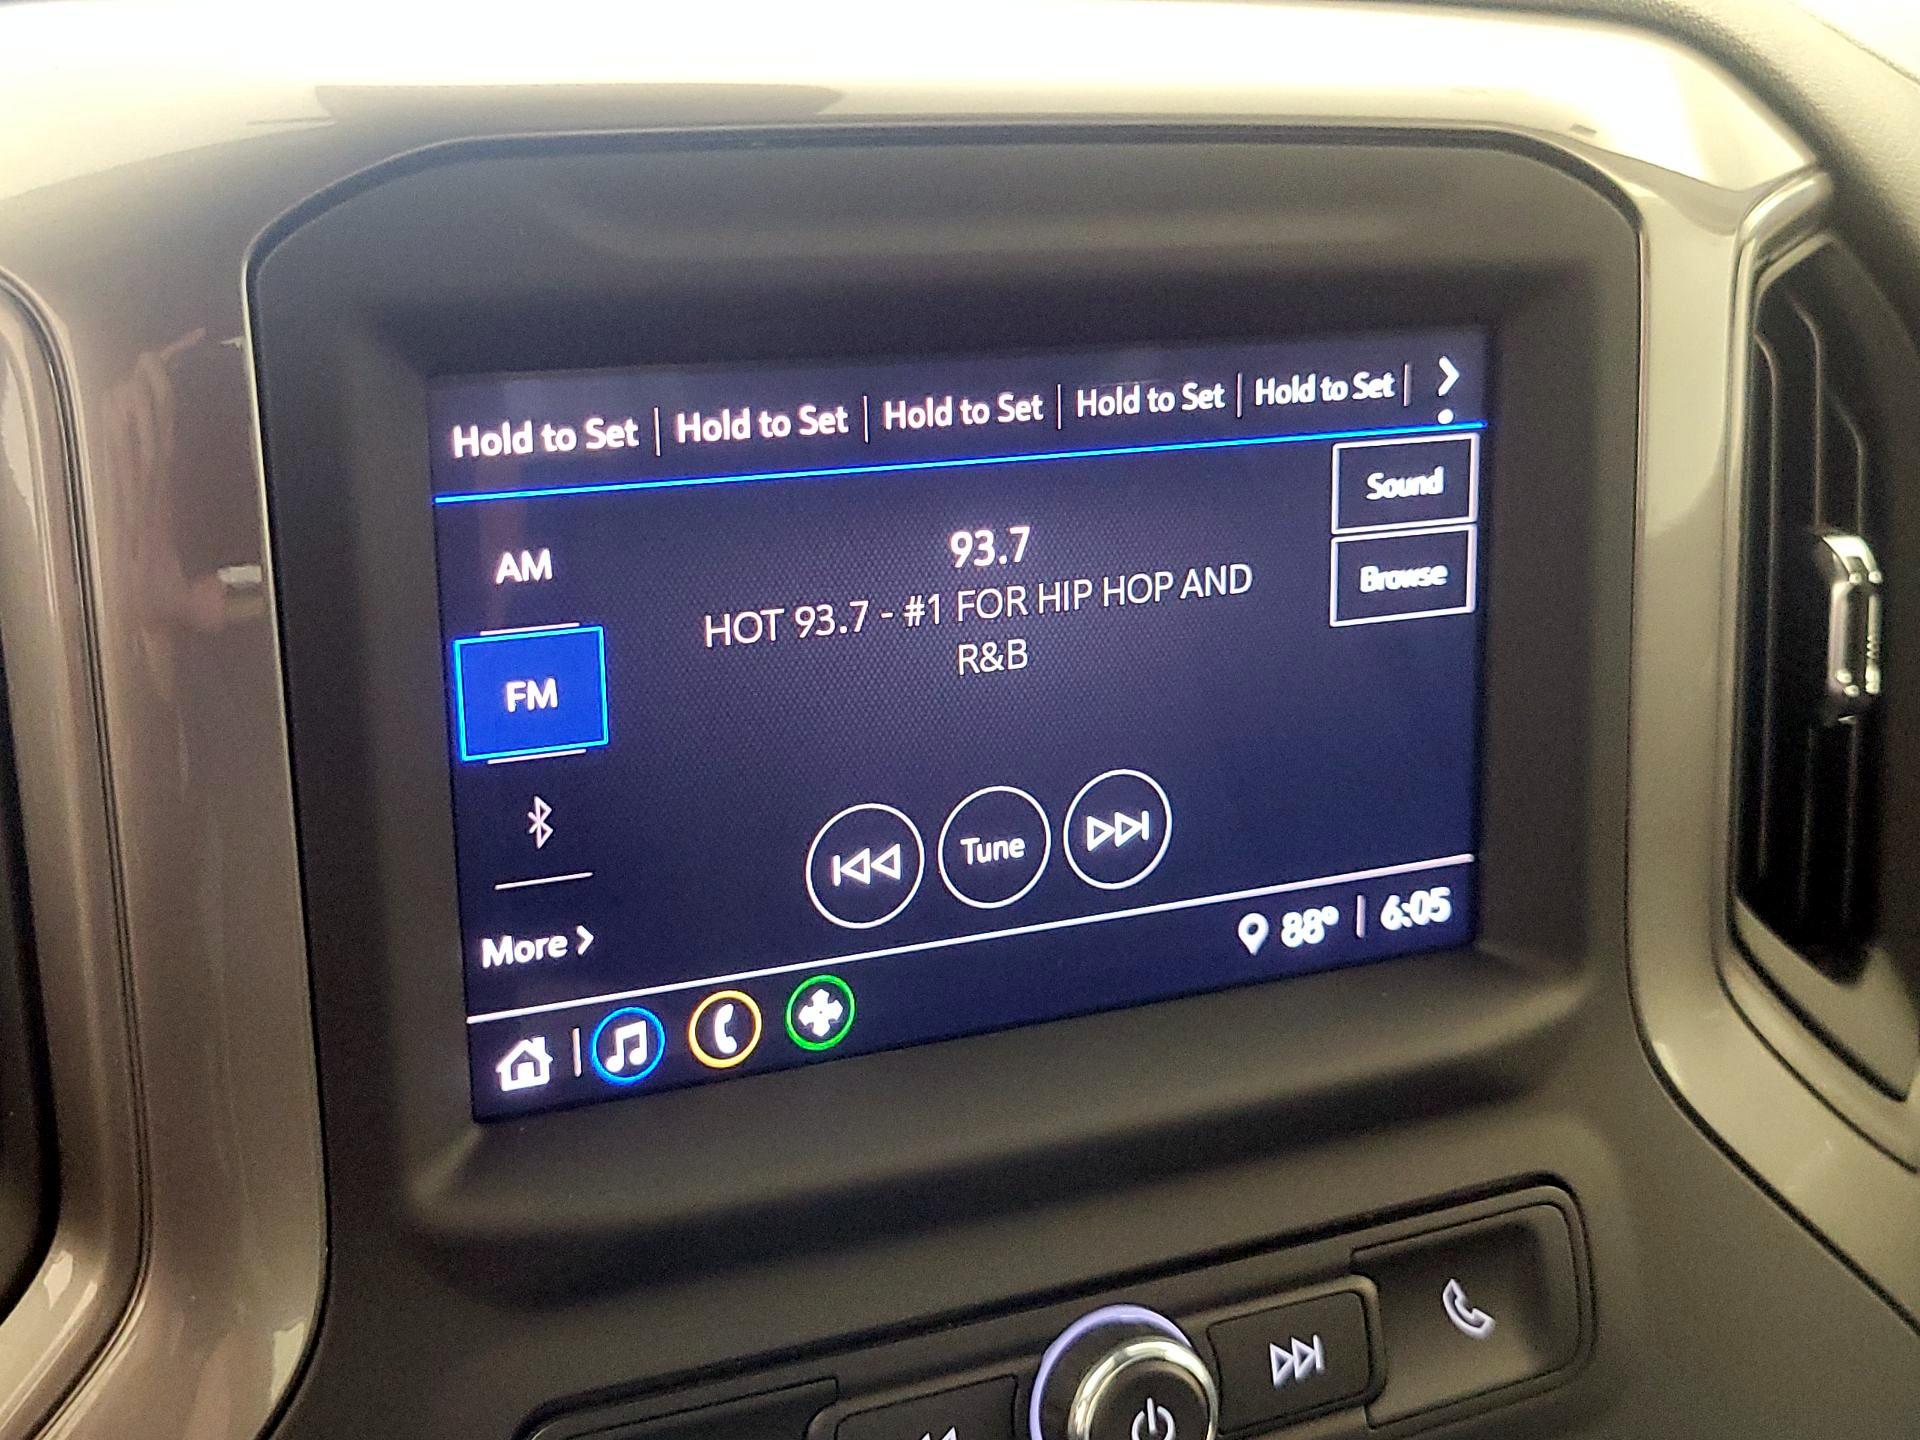 Hold to Set | Hold to Set | Hold to Set | Hold to Set | Hold to Set |
Sound
Browse
93.7
HOT 93.7 - #1 FOR HIP HOP AND
R&B
AM
FM
More
Tune
88° | 6:05